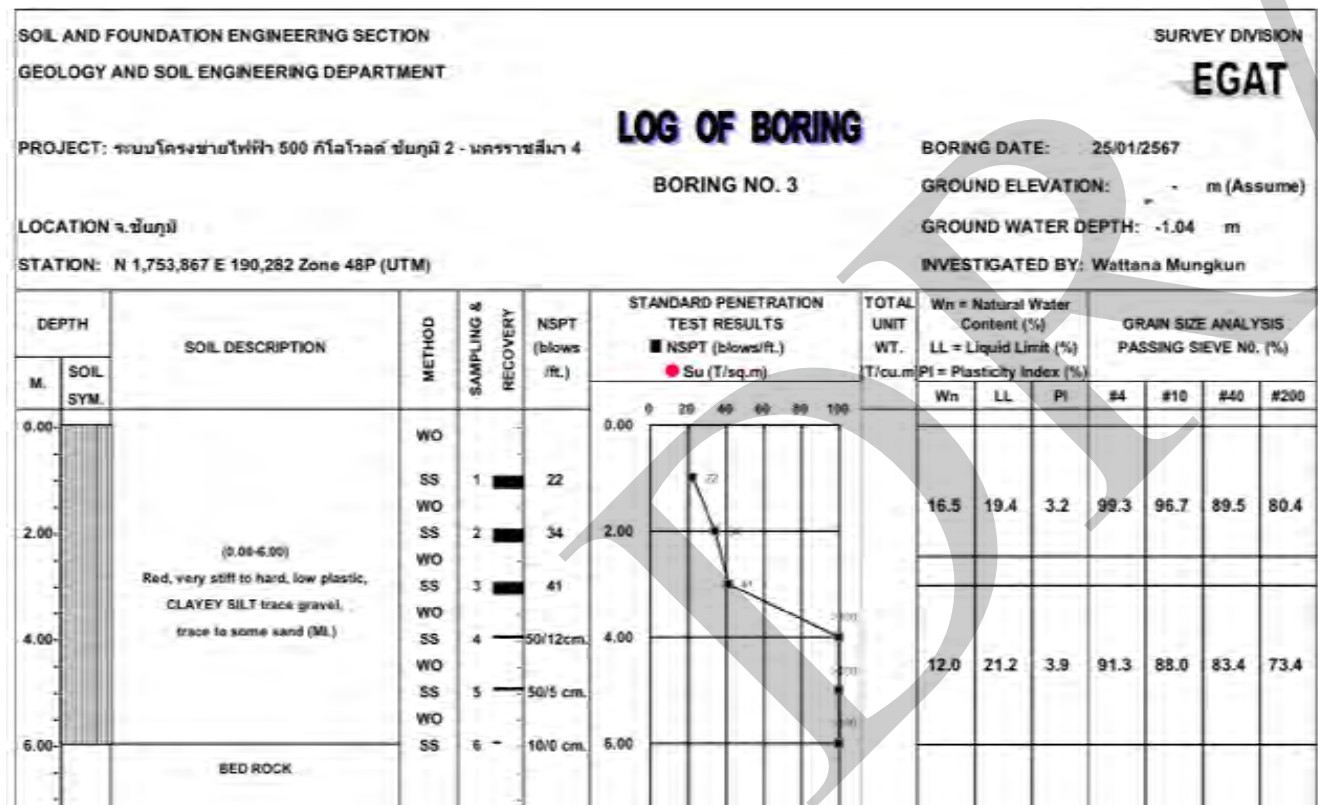 SOIL AND FOUNDATION ENGINEERING SECTION
SURVEY DIVISION
GEOLOGY AND SOIL ENGINEERING DEPARTMENT
EGAT
LOG OF BORING
PROJECT: ระบบโครงข่ายไฟฟ้า 500 กิโลโวลต์ ชัยภูมิ 2 - นครราชสีมา 4
BORING DATE: 25/01/2567
BORING NO. 3
GROUND ELEVATION: - m (Assume)
LOCATION จ.ชัยภูมิ
GROUND WATER DEPTH: -1.04 m
STATION: N 1,753,867 E 190,282 Zone 48P (UTM)
INVESTIGATED BY: Wattana Mungkun
DEPTH
M.
SOIL SYM.
SOIL DESCRIPTION
METHOD
SAMPLING & RECOVERY
NSPT
(blows
/ft.)
STANDARD PENETRATION
TEST RESULTS
NSPT (blows/ft.)
Su (T/sq.m)
TOTAL
UNIT
WT.
(T/cu.m
Wn = Natural Water
Content (%)
LL = Liquid Limit (%)
PI = Plasticity Index (%)
GRAIN SIZE ANALYSIS
PASSING SIEVE N0. (%)
Wn LL PI #4 #10 #40 #200
0 20 40 60 80 100
0.00 WO 0.00
SS 1 22 22
WO 16.5 19.4 3.2 99.3 96.7 89.5 80.4
2.00 SS 2 34 2.00
(0.00-6.00)
WO
Red, very stiff to hard, low plastic,
SS 3 41 41
CLAYEY SILT trace gravel,
WO
trace to some sand (ML)
4.00 SS 4 50/12cm. 4.00
WO 12.0 21.2 3.9 91.3 88.0 83.4 73.4
SS 5 50/5 cm.
WO
6.00 SS 6 10/0 cm. 6.00
BED ROCK
DRA